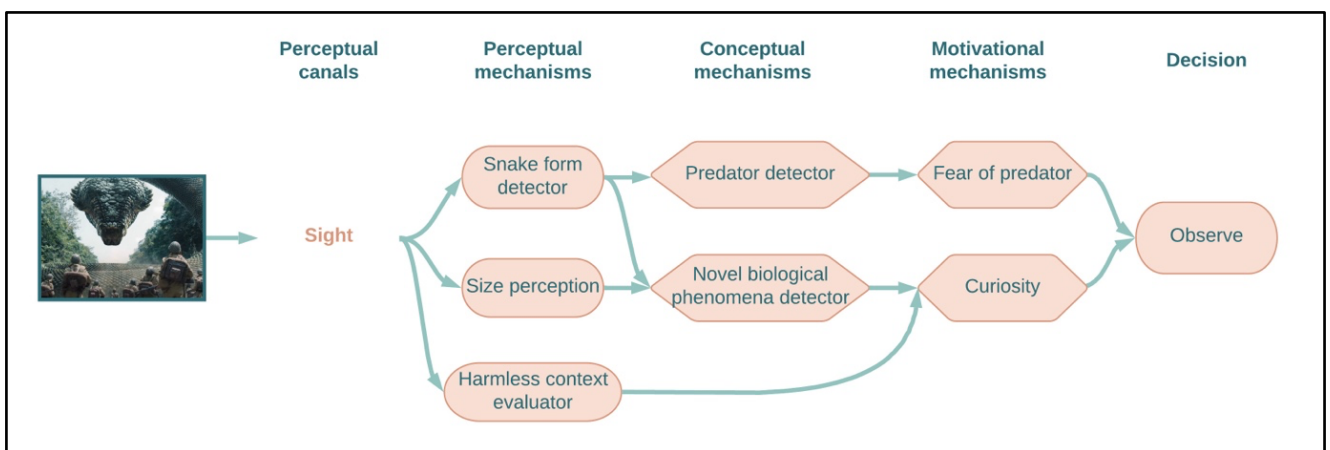 Perceptual
canals
Perceptual
mechanisms
Conceptual
mechanisms
Motivational
mechanisms
Decision
Sight
Snake form
detector
Size perception
Harmless context
evaluator
Predator detector
Novel biological
phenomena detector
Fear of predator
Curiosity
Observe